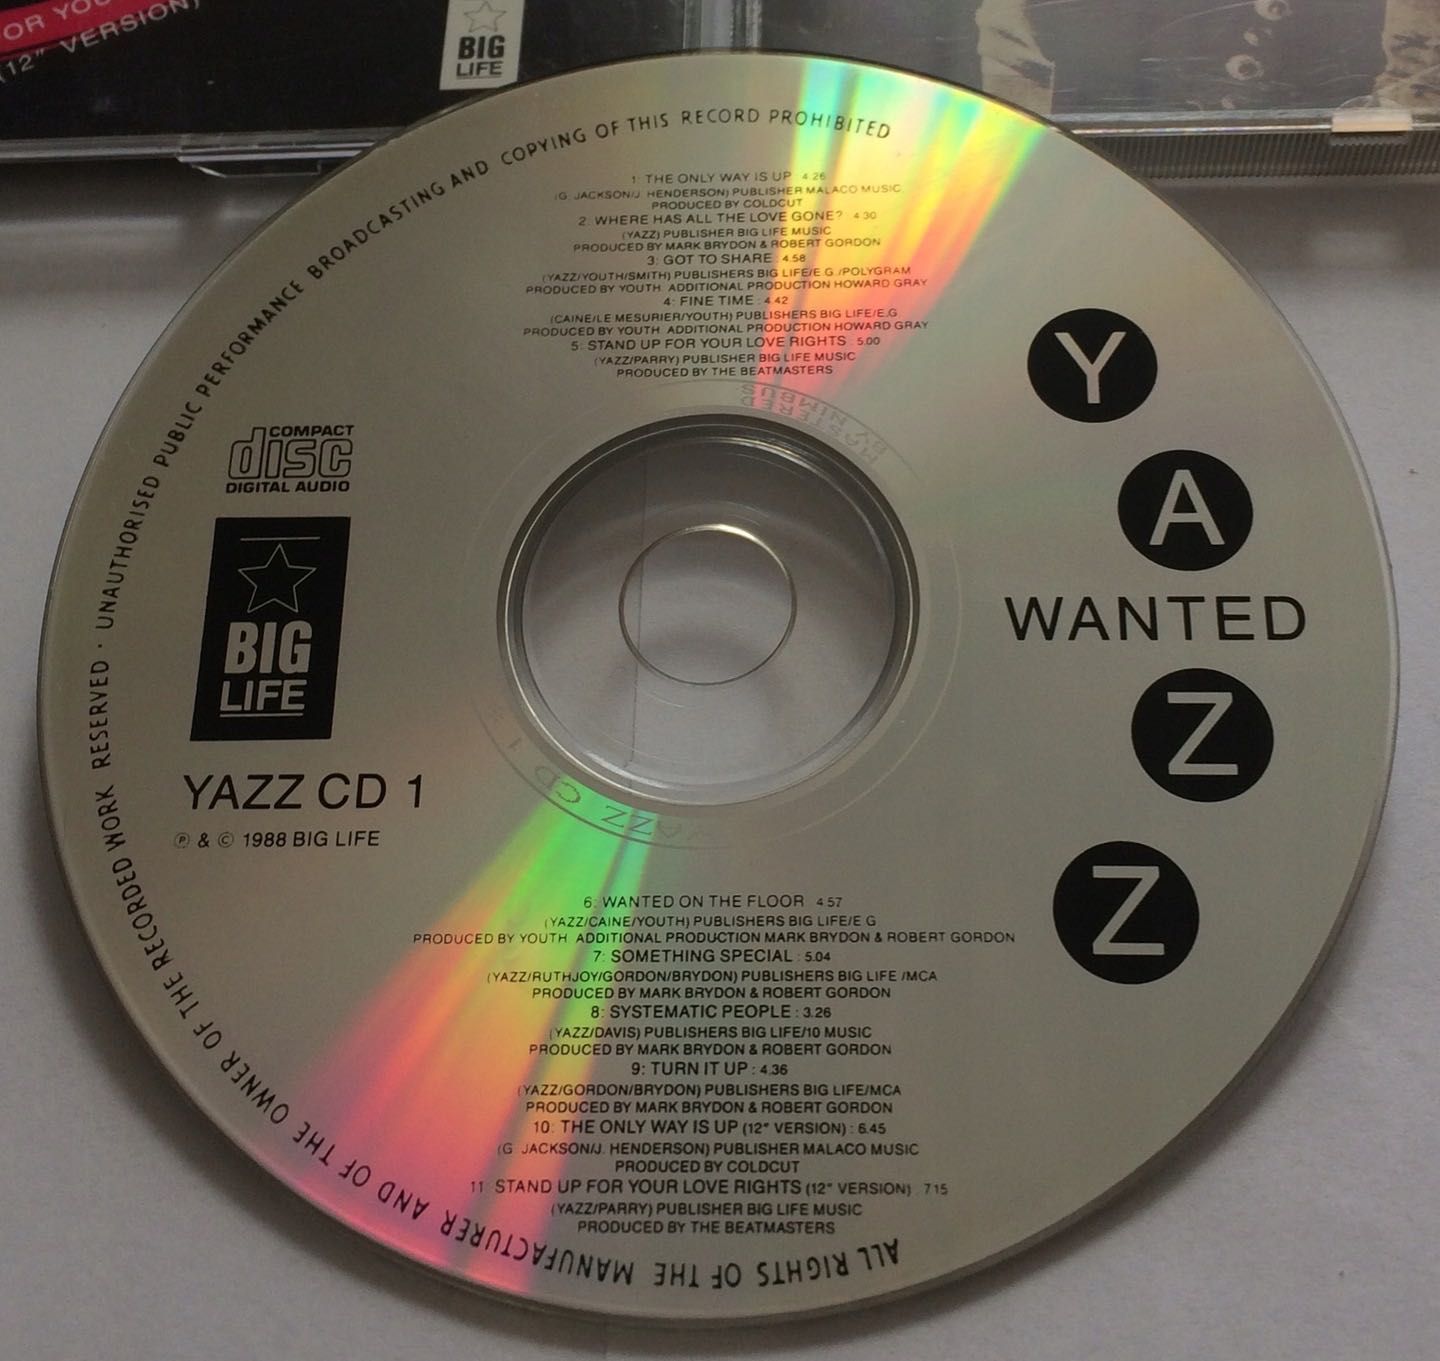 OR YOU
(12" VERSION)
BIG
LIFE
ALL RIGHTS OF THE MANUFACTURER AND OF THE OWNER OF THE RECORDED WORK RESERVED · UNAUTHORISED PUBLIC PERFORMANCE BROADCASTING AND COPYING OF THIS RECORD PROHIBITED
1: THE ONLY WAY IS UP 4.26
(G. JACKSON/J. HENDERSON) PUBLISHER MALACO MUSIC
PRODUCED BY COLDCUT
2: WHERE HAS ALL THE LOVE GONE? 4.30
(YAZZ) PUBLISHER BIG LIFE MUSIC
PRODUCED BY MARK BRYDON & ROBERT GORDON
3: GOT TO SHARE : 4.58
(YAZZ/YOUTH/SMITH) PUBLISHERS BIG LIFE/E.G./POLYGRAM
PRODUCED BY YOUTH ADDITIONAL PRODUCTION HOWARD GRAY
4: FINE TIME : 4.42
(CAINE/LE MESURIER/YOUTH) PUBLISHERS BIG LIFE/E.G
PRODUCED BY YOUTH ADDITIONAL PRODUCTION HOWARD GRAY
5: STAND UP FOR YOUR LOVE RIGHTS : 5.00
(YAZZ/PARRY) PUBLISHER BIG LIFE MUSIC
PRODUCED BY THE BEATMASTERS
MASTERED
BY NIMBUS
COMPACT
disc
DIGITAL AUDIO
BIG
LIFE
YAZZ CD 1
℗ & © 1988 BIG LIFE
Y
A
WANTED
Z
Z
YAZZ CD 1
6: WANTED ON THE FLOOR 4.57
(YAZZ/CAINE/YOUTH) PUBLISHERS BIG LIFE/E G
PRODUCED BY YOUTH ADDITIONAL PRODUCTION MARK BRYDON & ROBERT GORDON
7: SOMETHING SPECIAL : 5.04
(YAZZ/RUTHJOY/GORDON/BRYDON) PUBLISHERS BIG LIFE /MCA
PRODUCED BY MARK BRYDON & ROBERT GORDON
8: SYSTEMATIC PEOPLE : 3.26
(YAZZ/DAVIS) PUBLISHERS BIG LIFE/10 MUSIC
PRODUCED BY MARK BRYDON & ROBERT GORDON
9: TURN IT UP : 4.36
(YAZZ/GORDON/BRYDON) PUBLISHERS BIG LIFE/MCA
PRODUCED BY MARK BRYDON & ROBERT GORDON
10: THE ONLY WAY IS UP (12" VERSION) : 6.45
(G. JACKSON/J. HENDERSON) PUBLISHER MALACO MUSIC
PRODUCED BY COLDCUT
11: STAND UP FOR YOUR LOVE RIGHTS (12" VERSION) 7.15
(YAZZ/PARRY) PUBLISHER BIG LIFE MUSIC
PRODUCED BY THE BEATMASTERS